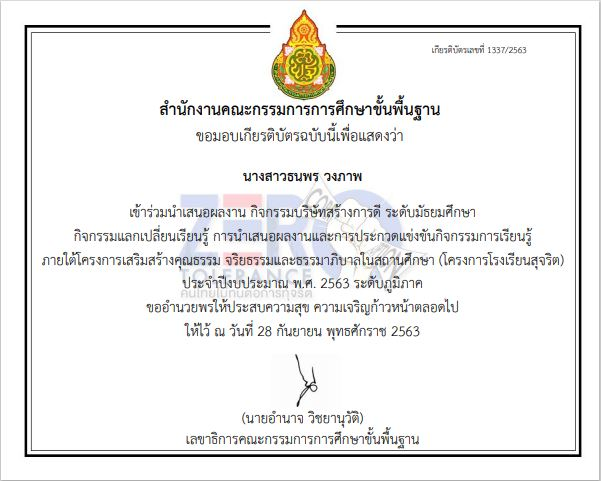 เกียรติบัตรเลขที่ 1337/2563
สำนักงานคณะกรรมการการศึกษาขั้นพื้นฐาน
ขอมอบเกียรติบัตรฉบับนี้เพื่อแสดงว่า
นางสาวธนพร วงภาพ
เข้าร่วมนำเสนอผลงาน กิจกรรมบริษัทสร้างการดี ระดับมัธยมศึกษา
กิจกรรมแลกเปลี่ยนเรียนรู้ การนำเสนอผลงานและการประกวดแข่งขันกิจกรรมการเรียนรู้
ภายใต้โครงการเสริมสร้างคุณธรรม จริยธรรมและธรรมาภิบาลในสถานศึกษา (โครงการโรงเรียนสุจริต)
ประจำปีงบประมาณ พ.ศ. 2563 ระดับภูมิภาค
ขออำนวยพรให้ประสบความสุข ความเจริญก้าวหน้าตลอดไป
ให้ไว้ ณ วันที่ 28 กันยายน พุทธศักราช 2563
(นายอำนาจ วิชยานุวัติ)
เลขาธิการคณะกรรมการการศึกษาขั้นพื้นฐาน
ZERO
TOLERANCE
คนไทยไม่ทนต่อการทุจริต